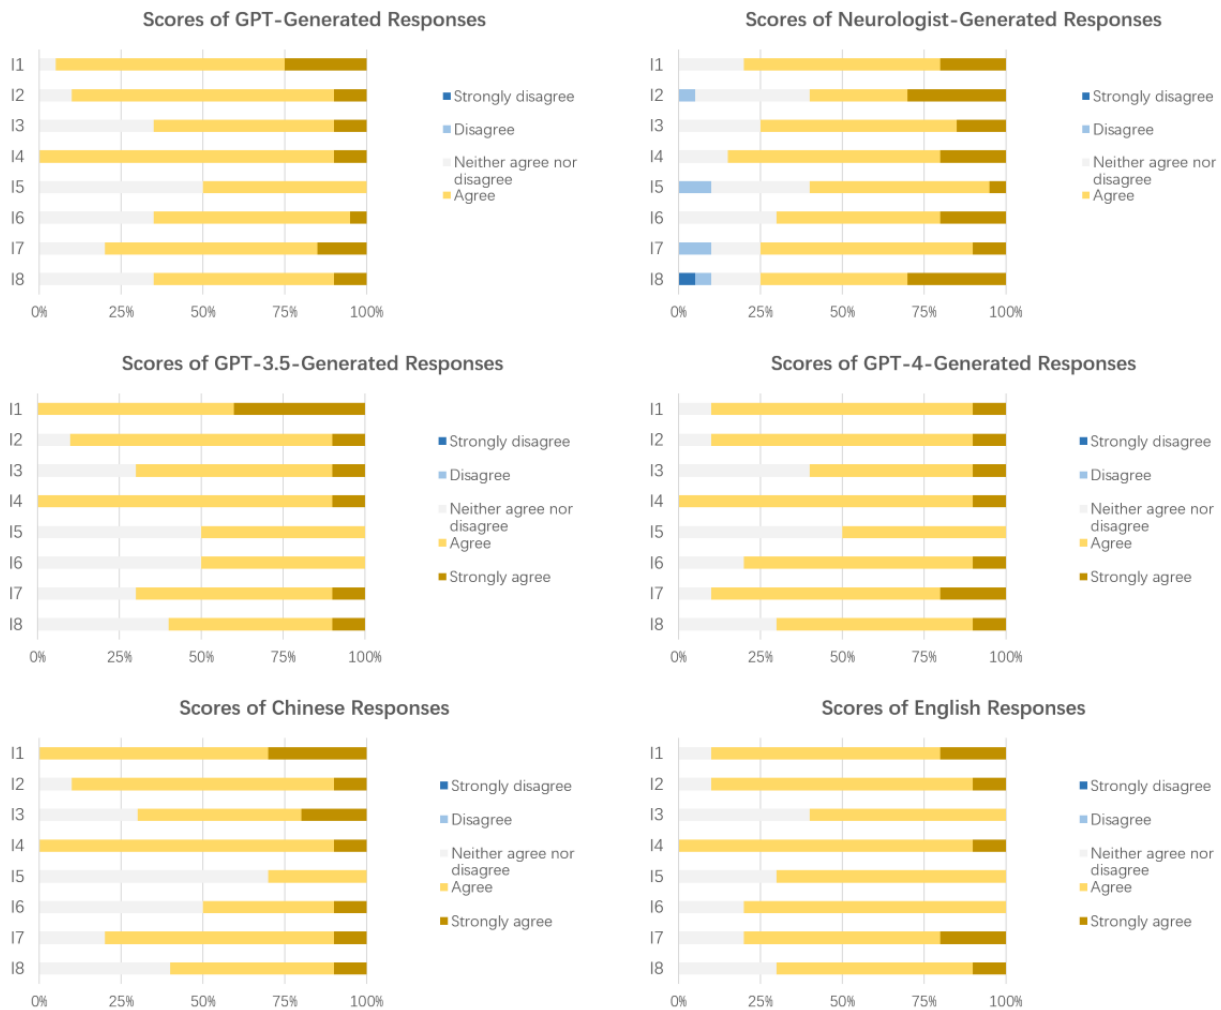 Scores of GPT-Generated Responses
I1
I2
I3
I4
I5
I6
I7
I8
0% 25% 50% 75% 100%
Strongly disagree
Disagree
Neither agree nor
disagree
Agree
Scores of Neurologist-Generated Responses
I1
I2
I3
I4
I5
I6
I7
I8
0% 25% 50% 75% 100%
Strongly disagree
Disagree
Neither agree nor
disagree
Agree
Scores of GPT-3.5-Generated Responses
I1
I2
I3
I4
I5
I6
I7
I8
0% 25% 50% 75% 100%
Strongly disagree
Disagree
Neither agree nor
disagree
Agree
Strongly agree
Scores of GPT-4-Generated Responses
I1
I2
I3
I4
I5
I6
I7
I8
0% 25% 50% 75% 100%
Strongly disagree
Disagree
Neither agree nor
disagree
Agree
Strongly agree
Scores of Chinese Responses
I1
I2
I3
I4
I5
I6
I7
I8
0% 25% 50% 75% 100%
Strongly disagree
Disagree
Neither agree nor
disagree
Agree
Strongly agree
Scores of English Responses
I1
I2
I3
I4
I5
I6
I7
I8
0% 25% 50% 75% 100%
Strongly disagree
Disagree
Neither agree nor
disagree
Agree
Strongly agree